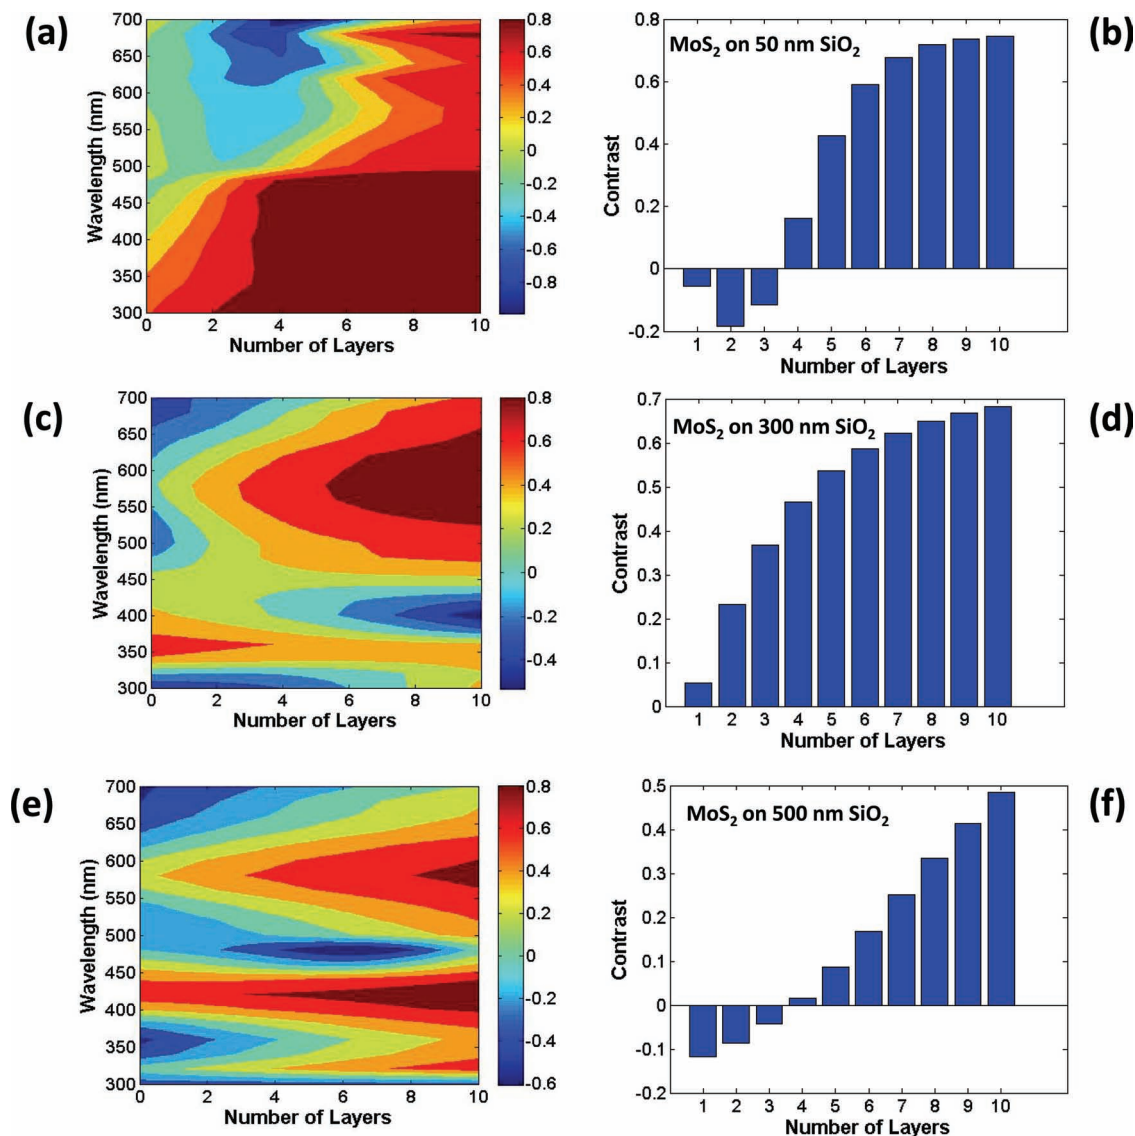 (a)
700
650
600
550
500
450
400
350
300
Wavelength (nm)
0 2 4 6 8 10
Number of Layers
0.8
0.6
0.4
0.2
0
-0.2
-0.4
-0.6
-0.8
(b)
MoS₂ on 50 nm SiO₂
0.8
0.6
0.4
0.2
0
-0.2
Contrast
1 2 3 4 5 6 7 8 9 10
Number of Layers
(c)
700
650
600
550
500
450
400
350
300
Wavelength (nm)
0 2 4 6 8 10
Number of Layers
0.8
0.6
0.4
0.2
0
-0.2
-0.4
(d)
MoS₂ on 300 nm SiO₂
0.7
0.6
0.5
0.4
0.3
0.2
0.1
0
Contrast
1 2 3 4 5 6 7 8 9 10
Number of Layers
(e)
700
650
600
550
500
450
400
350
300
Wavelength (nm)
0 2 4 6 8 10
Number of Layers
0.8
0.6
0.4
0.2
0
-0.2
-0.4
-0.6
(f)
MoS₂ on 500 nm SiO₂
0.5
0.4
0.3
0.2
0.1
0
-0.1
-0.2
Contrast
1 2 3 4 5 6 7 8 9 10
Number of Layers